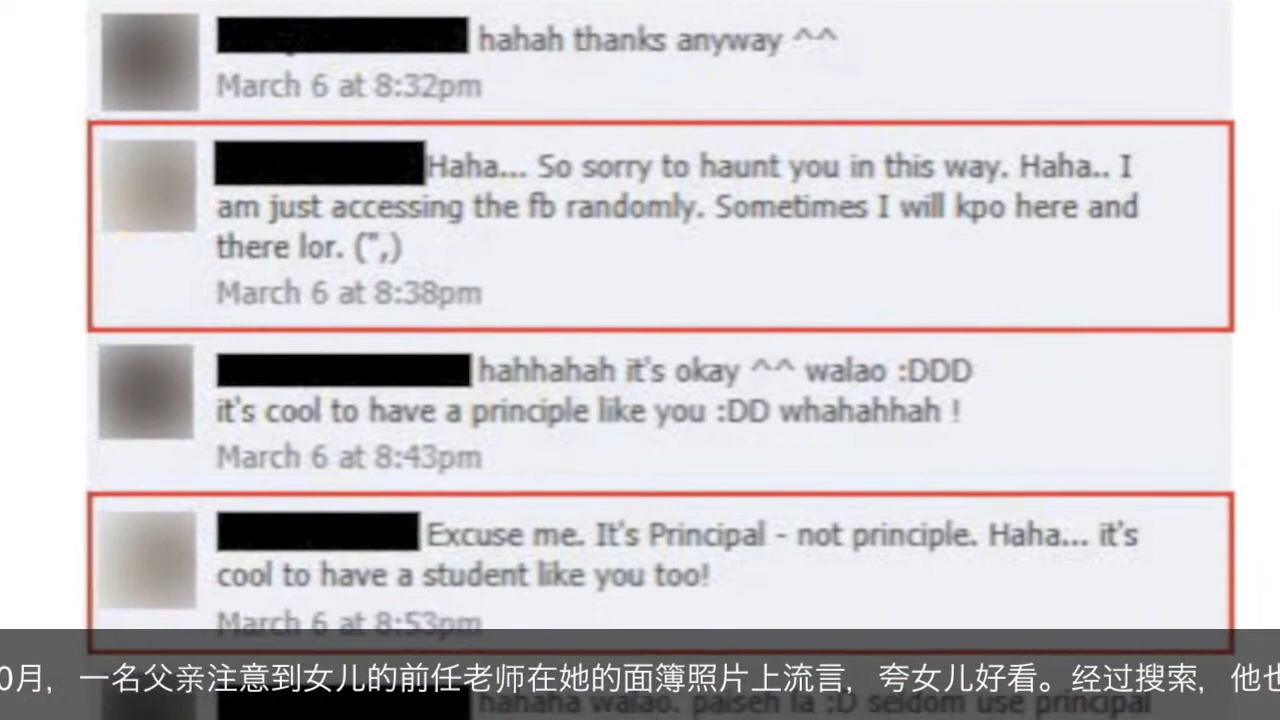 hahah thanks anyway ^^
March 6 at 8:32pm
Haha... So sorry to haunt you in this way. Haha.. I
am just accessing the fb randomly. Sometimes I will kpo here and
there lor. (",)
March 6 at 8:38pm
hahhahah it's okay ^^ walao :DDD
it's cool to have a principle like you :DD whahahhah !
March 6 at 8:43pm
Excuse me. It's Principal - not principle. Haha... it's
cool to have a student like you too!
March 6 at 8:53pm
0月，一名父亲注意到女儿的前任老师在她的面簿照片上流言，夸女儿好看。经过搜索，他也
hahaha walao. paiseh la :D seldom use principal